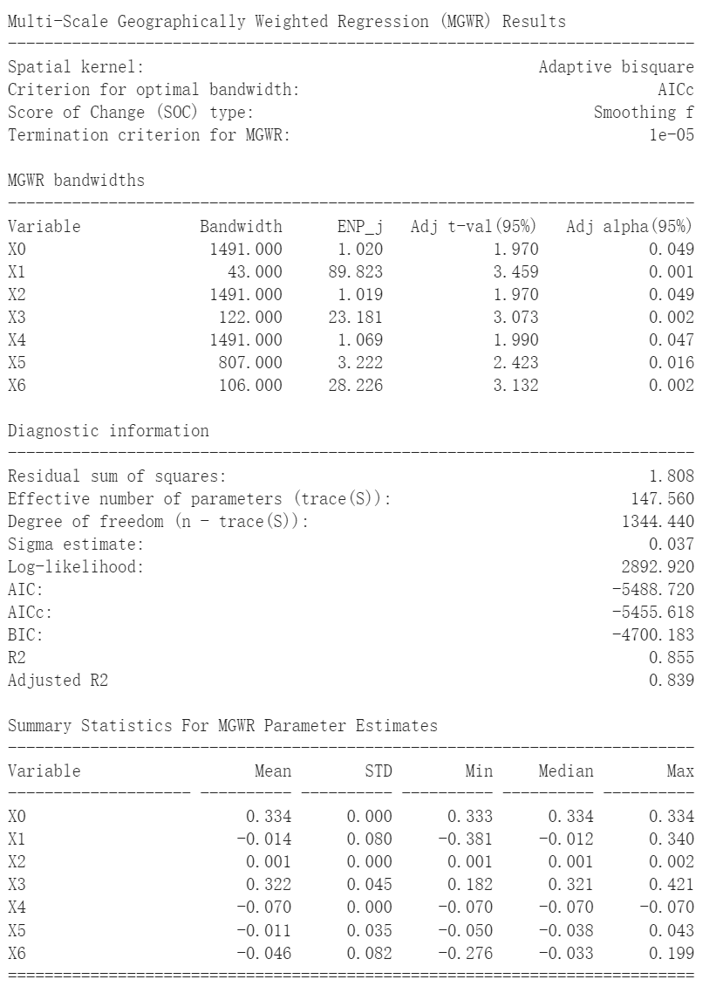 Multi-Scale Geographically Weighted Regression (MGWR) Results
---------------------------------------------------------------------------
Spatial kernel: Adaptive bisquare
Criterion for optimal bandwidth: AICc
Score of Change (SOC) type: Smoothing f
Termination criterion for MGWR: 1e-05
MGWR bandwidths
---------------------------------------------------------------------------
Variable Bandwidth ENP_j Adj t-val(95%) Adj alpha(95%)
X0 1491.000 1.020 1.970 0.049
X1 43.000 89.823 3.459 0.001
X2 1491.000 1.019 1.970 0.049
X3 122.000 23.181 3.073 0.002
X4 1491.000 1.069 1.990 0.047
X5 807.000 3.222 2.423 0.016
X6 106.000 28.226 3.132 0.002
Diagnostic information
---------------------------------------------------------------------------
Residual sum of squares: 1.808
Effective number of parameters (trace(S)): 147.560
Degree of freedom (n - trace(S)): 1344.440
Sigma estimate: 0.037
Log-likelihood: 2892.920
AIC: -5488.720
AICc: -5455.618
BIC: -4700.183
R2 0.855
Adjusted R2 0.839
Summary Statistics For MGWR Parameter Estimates
---------------------------------------------------------------------------
Variable Mean STD Min Median Max
-------------------- ---------- ---------- ---------- ---------- ----------
X0 0.334 0.000 0.333 0.334 0.334
X1 -0.014 0.080 -0.381 -0.012 0.340
X2 0.001 0.000 0.001 0.001 0.002
X3 0.322 0.045 0.182 0.321 0.421
X4 -0.070 0.000 -0.070 -0.070 -0.070
X5 -0.011 0.035 -0.050 -0.038 0.043
X6 -0.046 0.082 -0.276 -0.033 0.199
===========================================================================